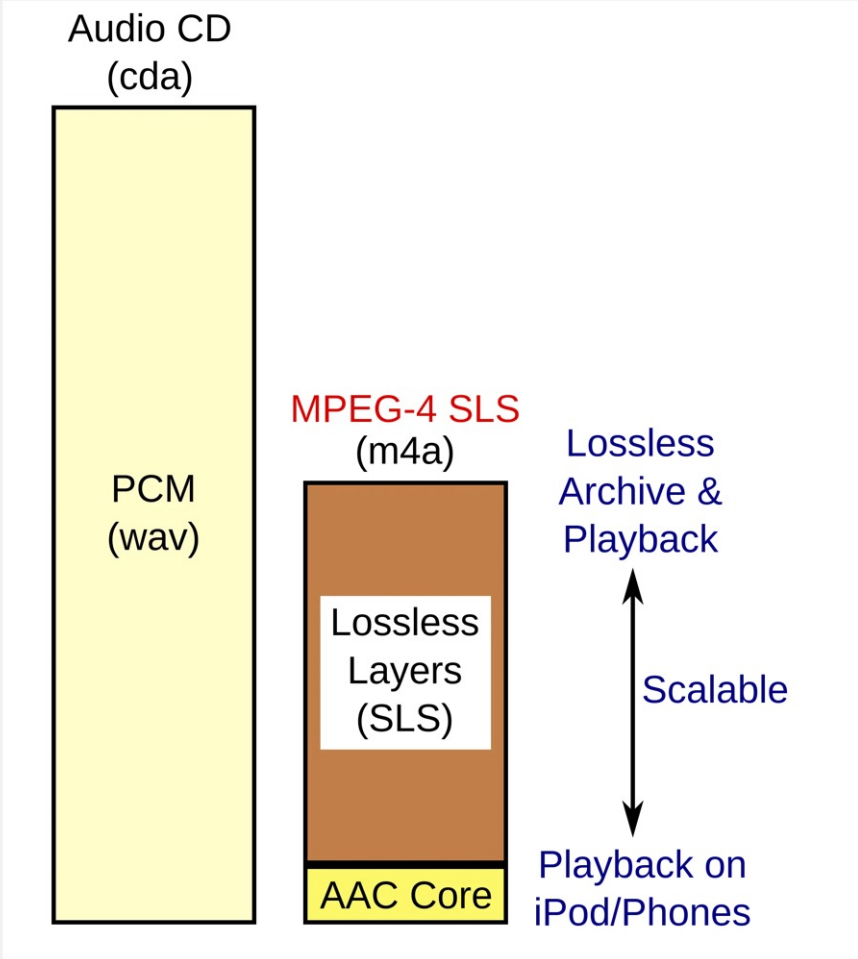 Audio CD
(cda)
PCM
(wav)
MPEG-4 SLS
(m4a)
Lossless
Layers
(SLS)
AAC Core
Lossless
Archive &
Playback
Scalable
Playback on
iPod/Phones